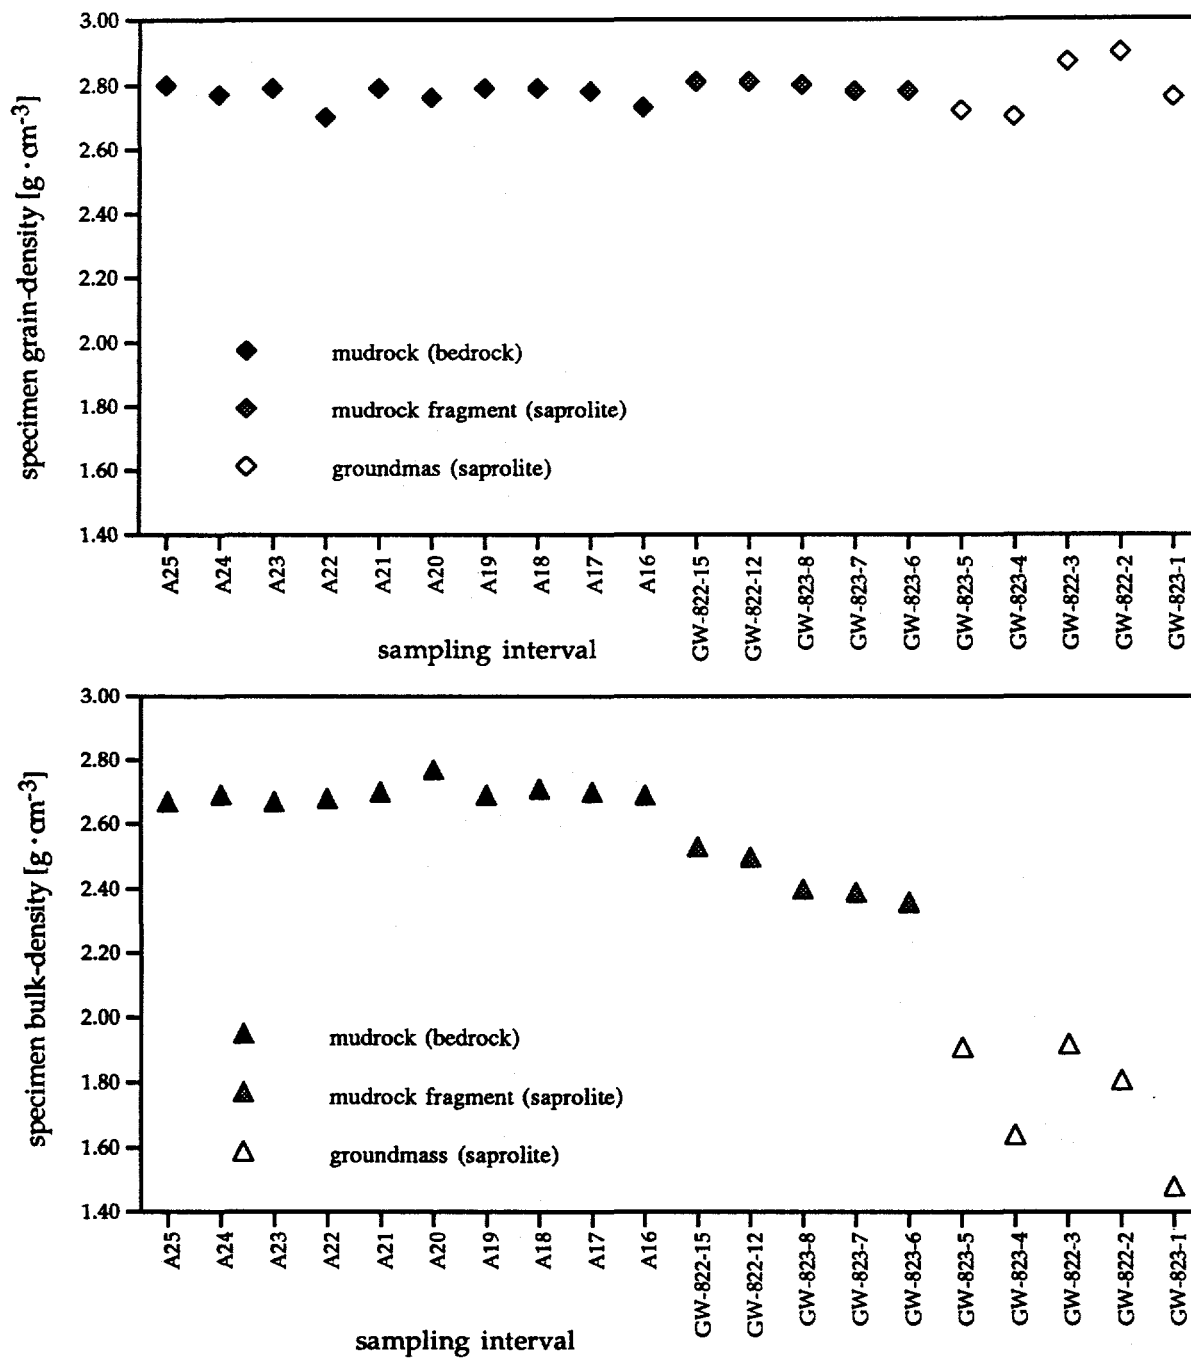 3.00
2.80
2.60
2.40
2.20
2.00
1.80
1.60
1.40
specimen grain-density [g·cm-3]
mudrock (bedrock)
mudrock fragment (saprolite)
groundmas (saprolite)
A25
A24
A23
A22
A21
A20
A19
A18
A17
A16
GW-822-15
GW-822-12
GW-823-8
GW-823-7
GW-823-6
GW-823-5
GW-823-4
GW-822-3
GW-822-2
GW-823-1
sampling interval
3.00
2.80
2.60
2.40
2.20
2.00
1.80
1.60
1.40
specimen bulk-density [g·cm-3]
mudrock (bedrock)
mudrock fragment (saprolite)
groundmass (saprolite)
A25
A24
A23
A22
A21
A20
A19
A18
A17
A16
GW-822-15
GW-822-12
GW-823-8
GW-823-7
GW-823-6
GW-823-5
GW-823-4
GW-822-3
GW-822-2
GW-823-1
sampling interval